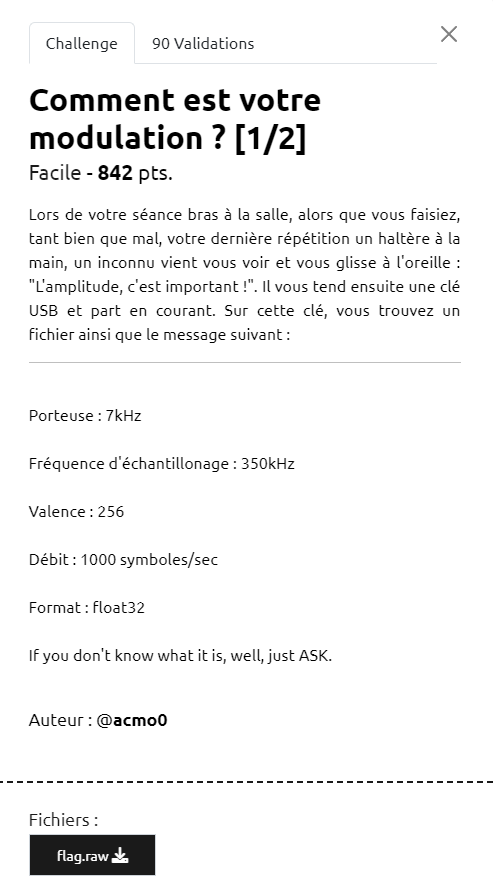 Challenge
90 Validations
Comment est votre
modulation ? [1/2]
Facile - 842 pts.
Lors de votre séance bras à la salle, alors que vous faisiez,
tant bien que mal, votre dernière répétition un haltère à la
main, un inconnu vient vous voir et vous glisse à l'oreille :
"L'amplitude, c'est important !". Il vous tend ensuite une clé
USB et part en courant. Sur cette clé, vous trouvez un
fichier ainsi que le message suivant :
Porteuse : 7kHz
Fréquence d'échantillonage : 350kHz
Valence : 256
Débit : 1000 symboles/sec
Format : float32
If you don't know what it is, well, just ASK.
Auteur : @acmo0
Fichiers :
flag.raw